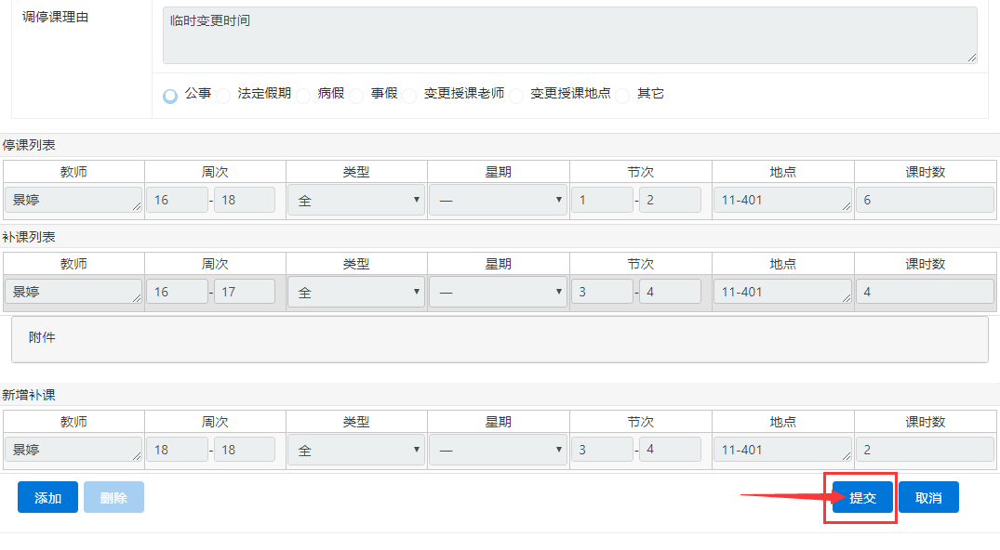 调停课理由
临时变更时间
公事 法定假期 病假 事假 变更授课老师 变更授课地点 其它
停课列表
教师 周次 类型 星期 节次 地点 课时数
景婷 16 - 18 全 一 1 - 2 11-401 6
补课列表
教师 周次 类型 星期 节次 地点 课时数
景婷 16 - 17 全 一 3 - 4 11-401 4
附件
新增补课
教师 周次 类型 星期 节次 地点 课时数
景婷 18 - 18 全 一 3 - 4 11-401 2
添加 删除 提交 取消